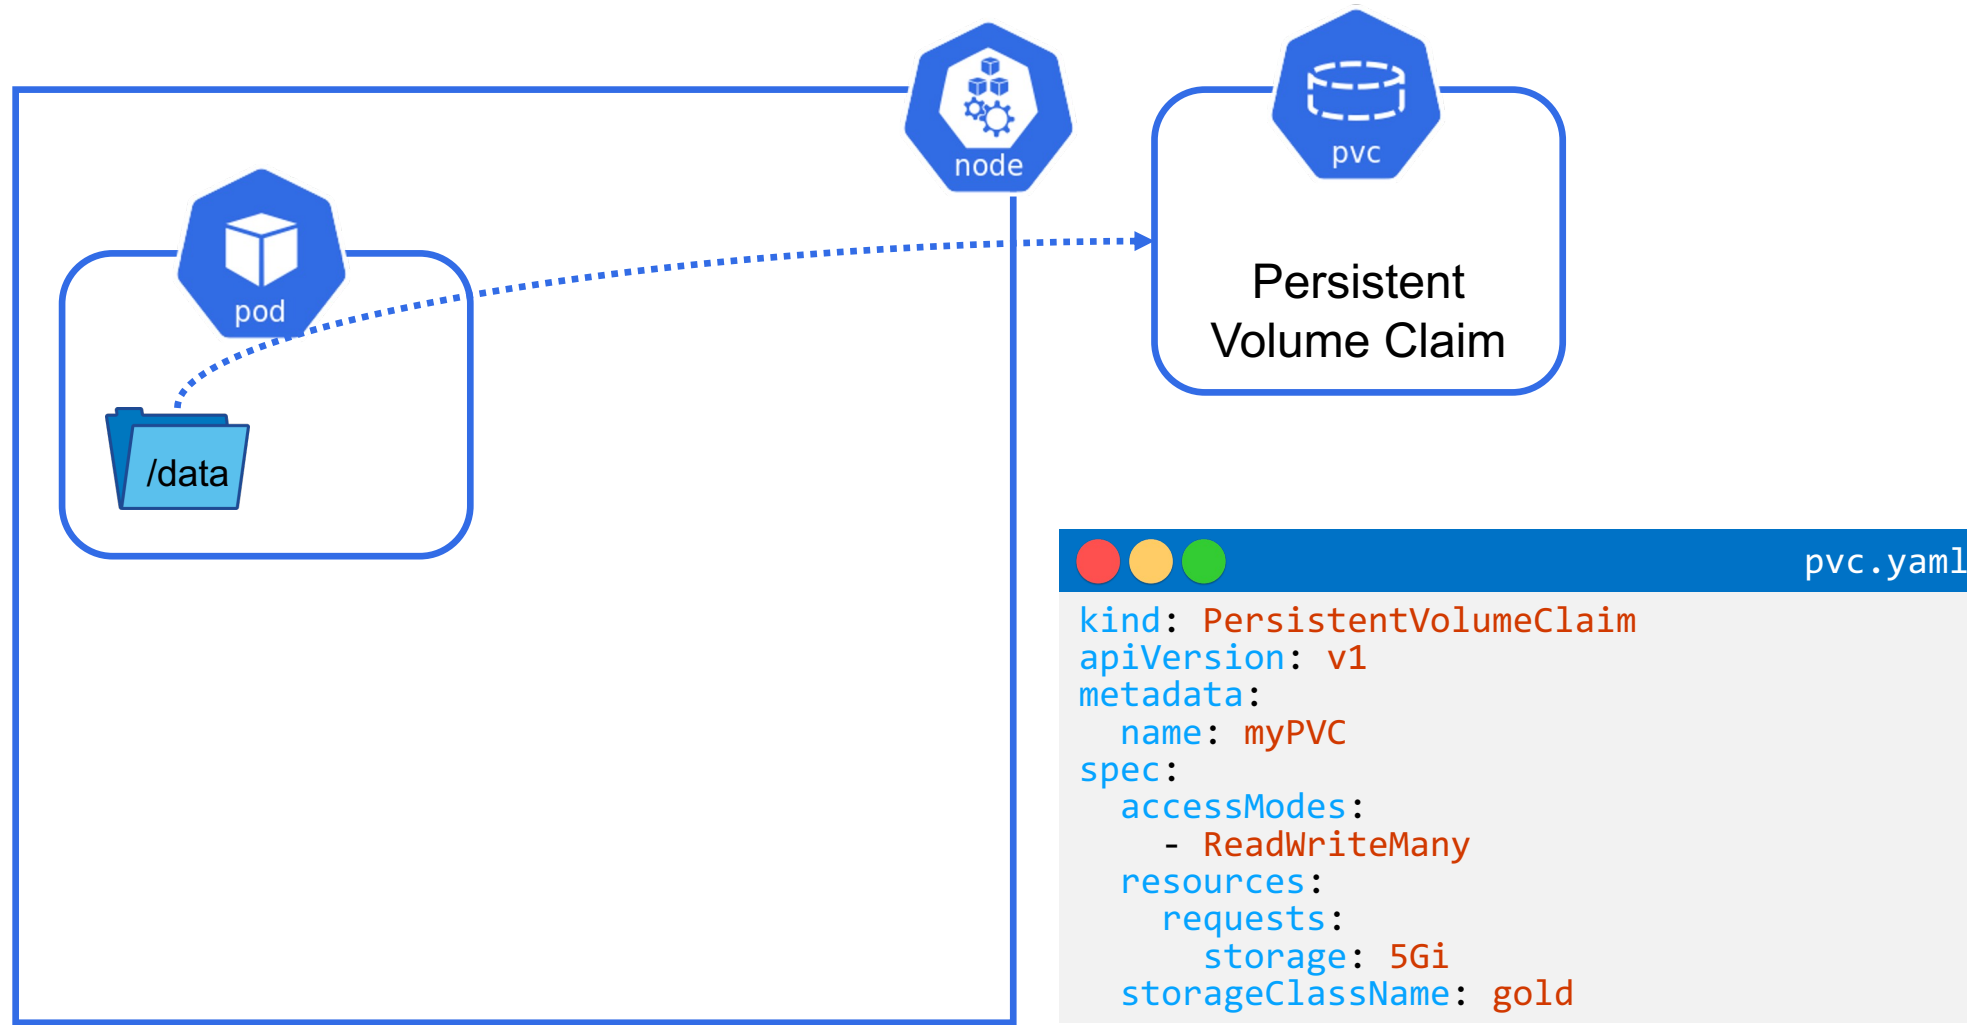 node
pvc
pod
Persistent
Volume Claim
/data
pvc.yaml
kind: PersistentVolumeClaim
apiVersion: v1
metadata:
  name: myPVC
spec:
  accessModes:
    - ReadWriteMany
  resources:
    requests:
      storage: 5Gi
  storageClassName: gold